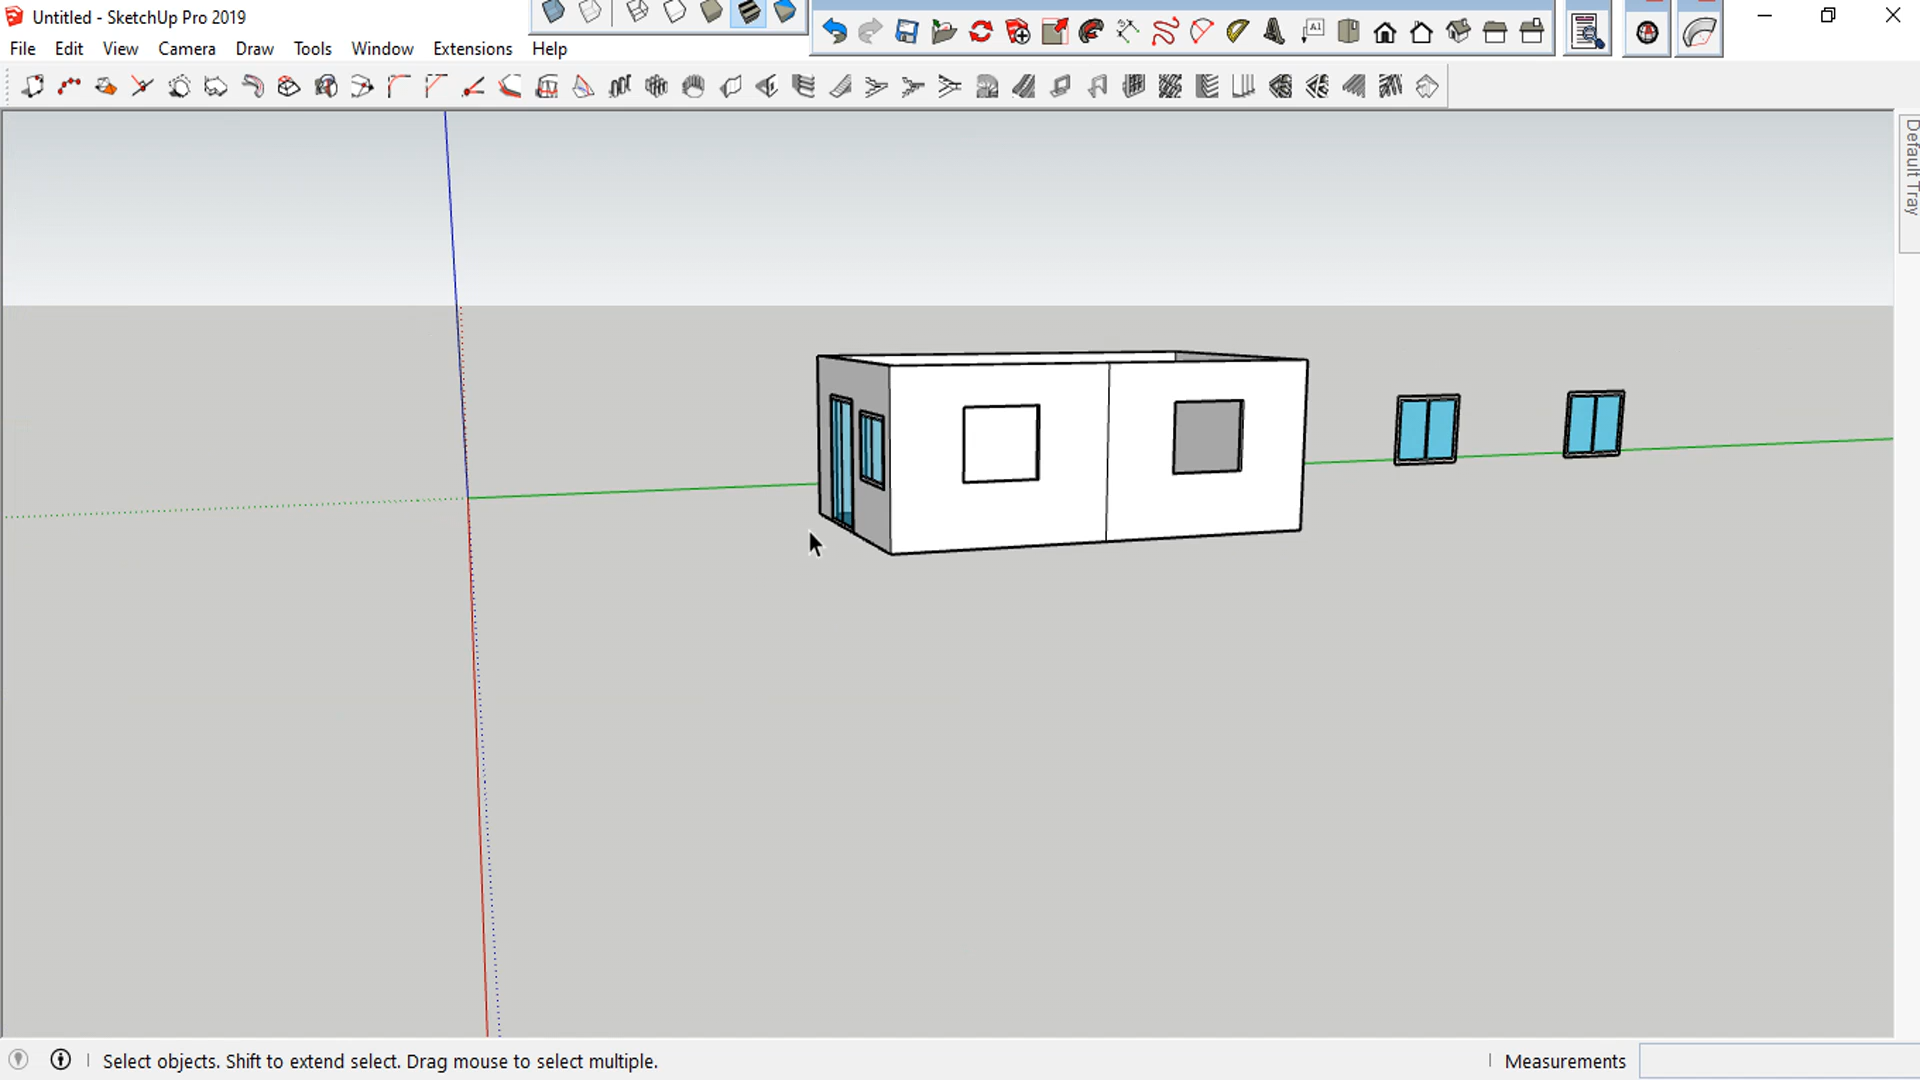 Untitled - SketchUp Pro 2019
File Edit View Camera Draw Tools Window Extensions Help
A1
Default Tray
Select objects. Shift to extend select. Drag mouse to select multiple.
Measurements